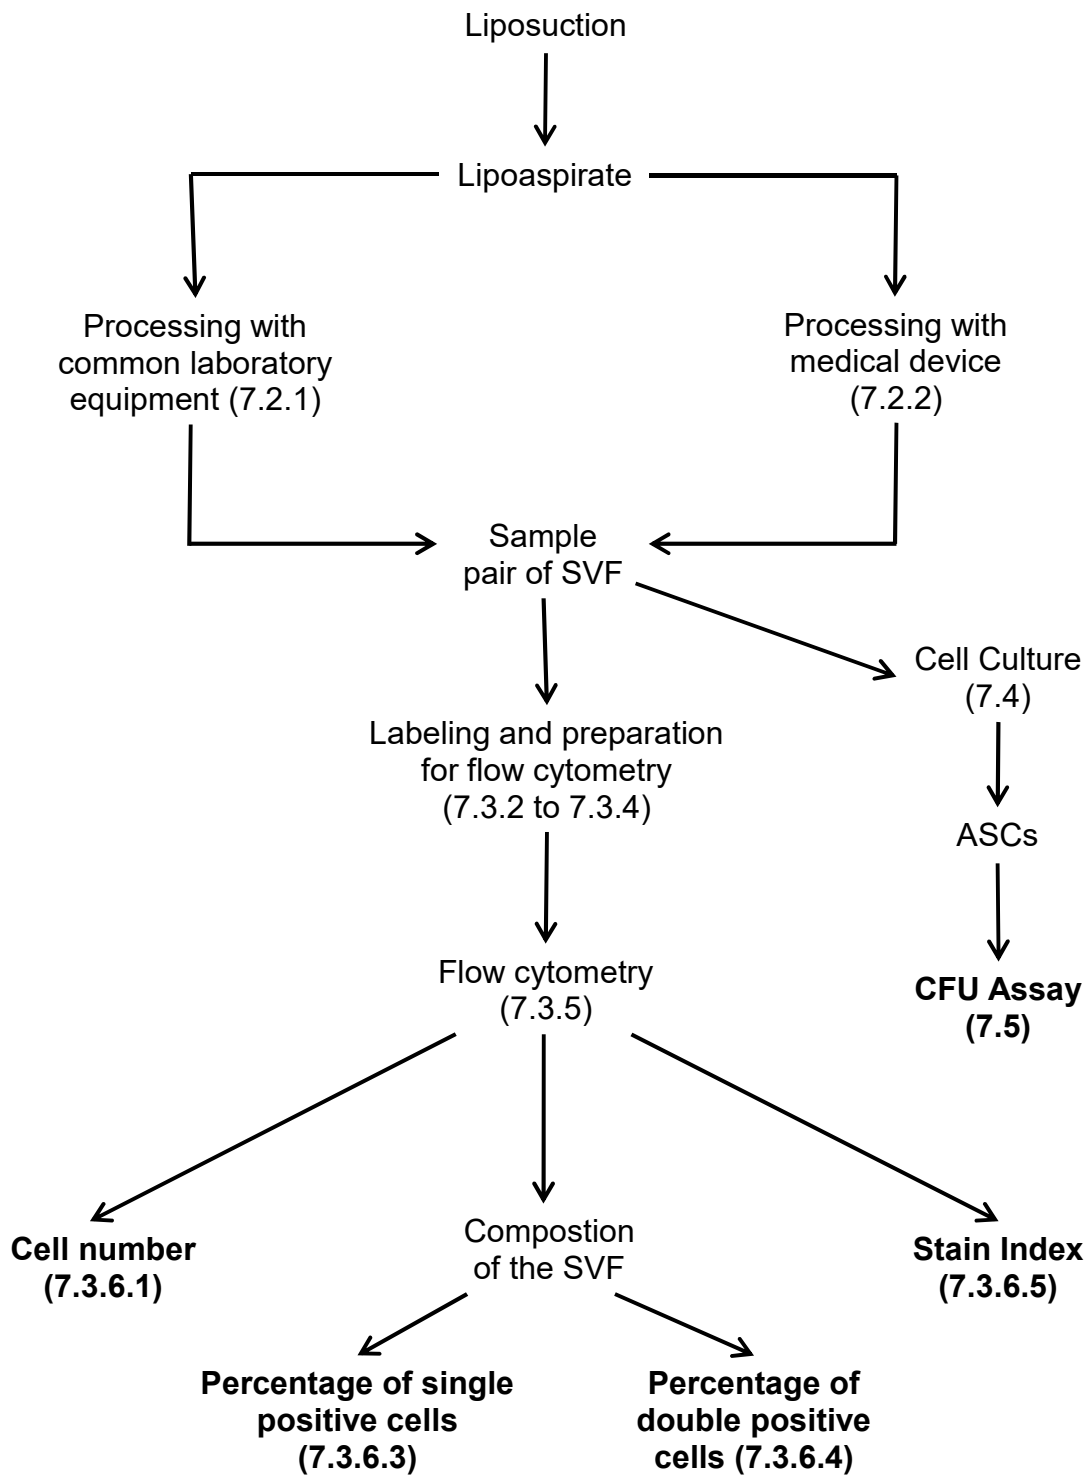 Liposuction
Lipoaspirate
Processing with
common laboratory
equipment (7.2.1)
Processing with
medical device
(7.2.2)
Sample
pair of SVF
Cell Culture
(7.4)
Labeling and preparation
for flow cytometry
(7.3.2 to 7.3.4)
ASCs
Flow cytometry
(7.3.5)
CFU Assay
(7.5)
Cell number
(7.3.6.1)
Compostion
of the SVF
Stain Index
(7.3.6.5)
Percentage of single
positive cells
(7.3.6.3)
Percentage of
double positive
cells (7.3.6.4)